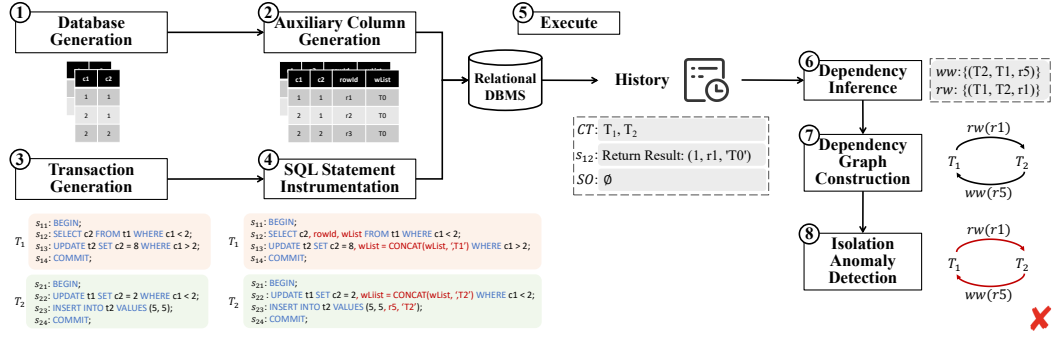 ① Database Generation
② Auxiliary Column Generation
⑤ Execute
c1 c2
1 1
2 1
2 2
c1 c2 rowId wList
1 1 r1 T0
2 1 r2 T0
2 2 r3 T0
Relational DBMS
History
⑥ Dependency Inference
ww: {(T2, T1, r5)}
rw: {(T1, T2, r1)}
CT: T₁, T₂
s₁₂: Return Result: (1, r1, 'T0')
SO: ∅
③ Transaction Generation
④ SQL Statement Instrumentation
⑦ Dependency Graph Construction
rw(r1)
T₁ T₂
ww(r5)
T₁
s₁₁: BEGIN;
s₁₂: SELECT c2 FROM t1 WHERE c1 < 2;
s₁₃: UPDATE t2 SET c2 = 8 WHERE c1 > 2;
s₁₄: COMMIT;
T₂
s₂₁: BEGIN;
s₂₂: UPDATE t1 SET c2 = 2 WHERE c1 < 2;
s₂₃: INSERT INTO t2 VALUES (5, 5);
s₂₄: COMMIT;
T₁
s₁₁: BEGIN;
s₁₂: SELECT c2, rowId, wList FROM t1 WHERE c1 < 2;
s₁₃: UPDATE t2 SET c2 = 8, wList = CONCAT(wList, ',T1') WHERE c1 > 2;
s₁₄: COMMIT;
T₂
s₂₁: BEGIN;
s₂₂ : UPDATE t1 SET c2 = 2, wLiist = CONCAT(wList, ',T2') WHERE c1 < 2;
s₂₃: INSERT INTO t2 VALUES (5, 5, r5, 'T2');
s₂₄: COMMIT;
⑧ Isolation Anomaly Detection
rw(r1)
T₁ T₂
ww(r5)